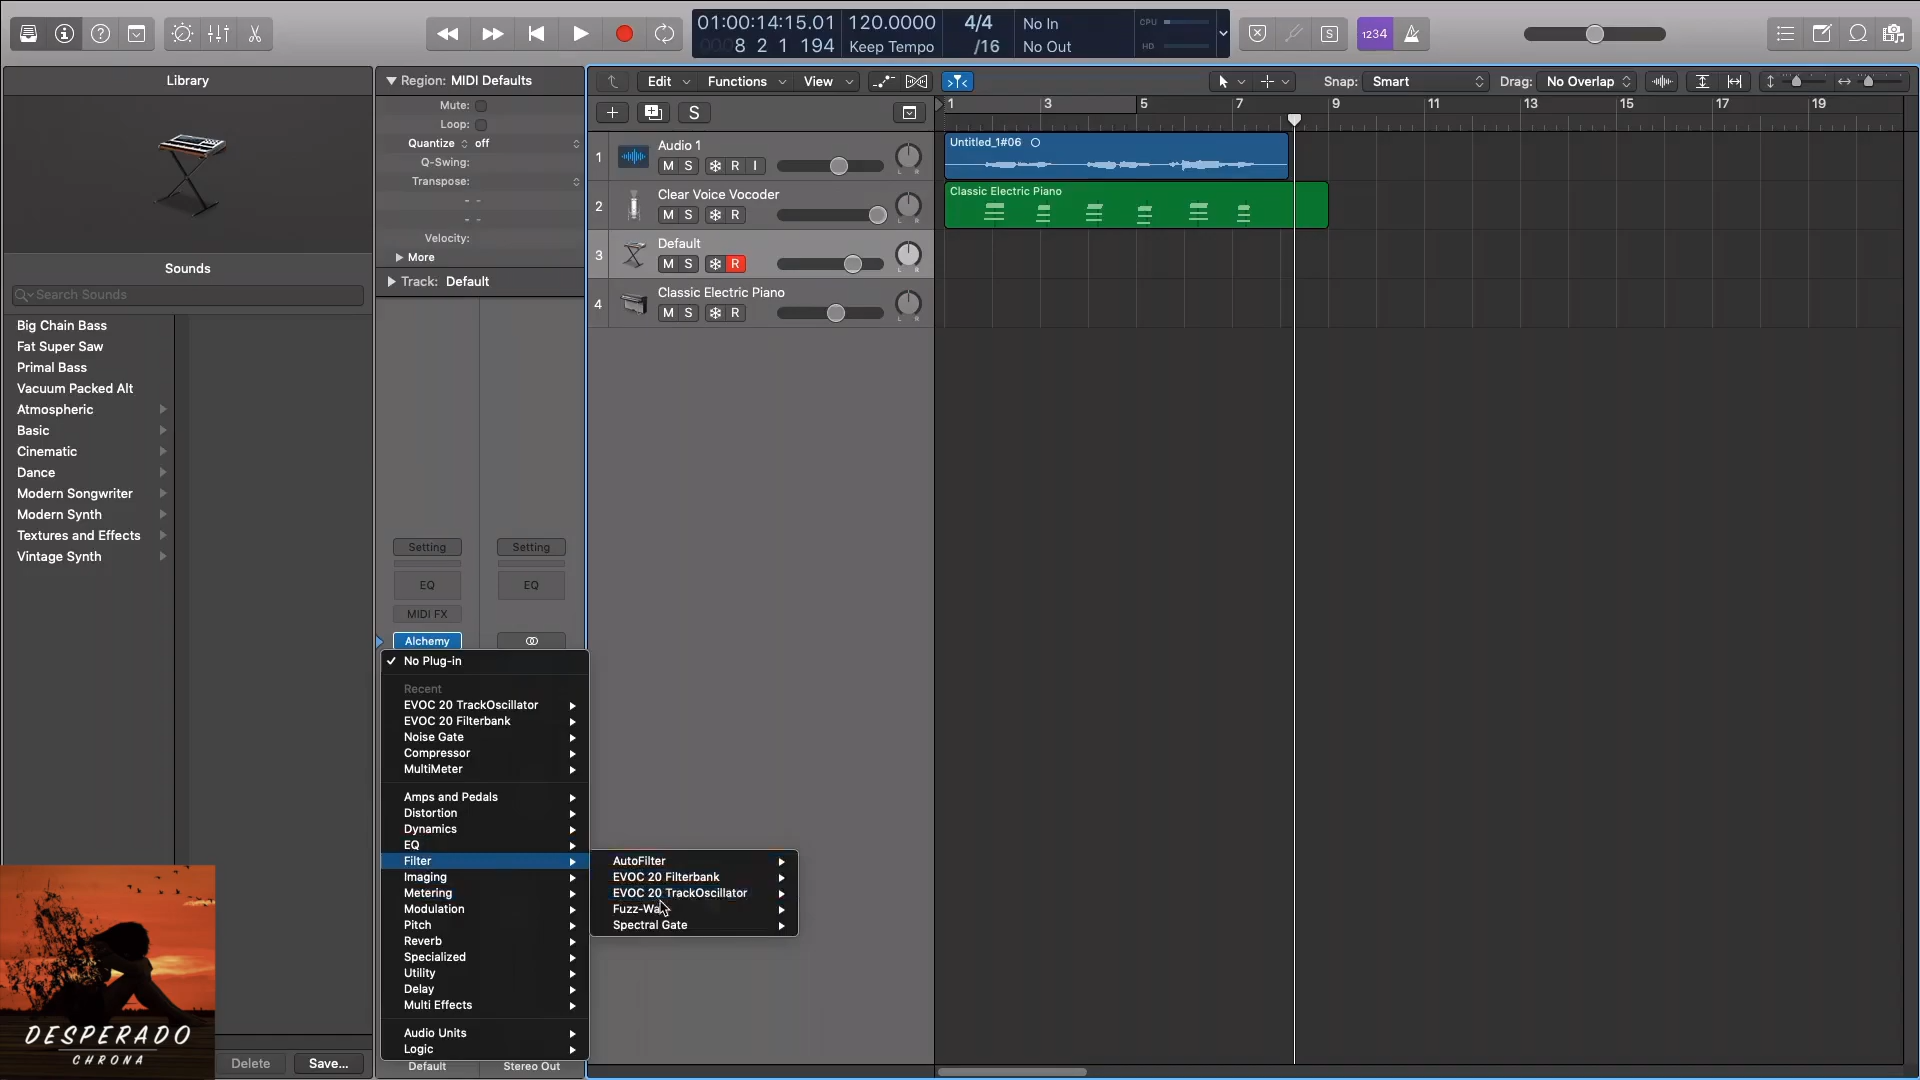 01:00:14:15.01
8 2 1 194
120.0000
Keep Tempo
4/4
/16
No In
No Out
CPU
HD
S
1234
Library
Sounds
Search Sounds
Big Chain Bass
Fat Super Saw
Primal Bass
Vacuum Packed Alt
Atmospheric
Basic
Cinematic
Dance
Modern Songwriter
Modern Synth
Textures and Effects
Vintage Synth
DESPERADO
CHRONA
Delete
Save...
Region: MIDI Defaults
Mute:
Loop:
Quantize off
Q-Swing:
Transpose:
Velocity:
More
Track: Default
Setting
Setting
EQ
EQ
MIDI FX
Alchemy
No Plug-in
Recent
EVOC 20 TrackOscillator
EVOC 20 Filterbank
Noise Gate
Compressor
MultiMeter
Amps and Pedals
Distortion
Dynamics
EQ
Filter
Imaging
Metering
Modulation
Pitch
Reverb
Specialized
Utility
Delay
Multi Effects
Audio Units
Logic
Default
Stereo Out
AutoFilter
EVOC 20 Filterbank
EVOC 20 TrackOscillator
Spectral Gate
Edit
Functions
View
Snap: Smart
Drag: No Overlap
S
1 3 5 7 9 11 13 15 17 19
1
Audio 1
M S R I
L R
2
Clear Voice Vocoder
M S R
L R
3
Default
M S R
L R
4
Classic Electric Piano
M S R
L R
Untitled_1#06
Classic Electric Piano